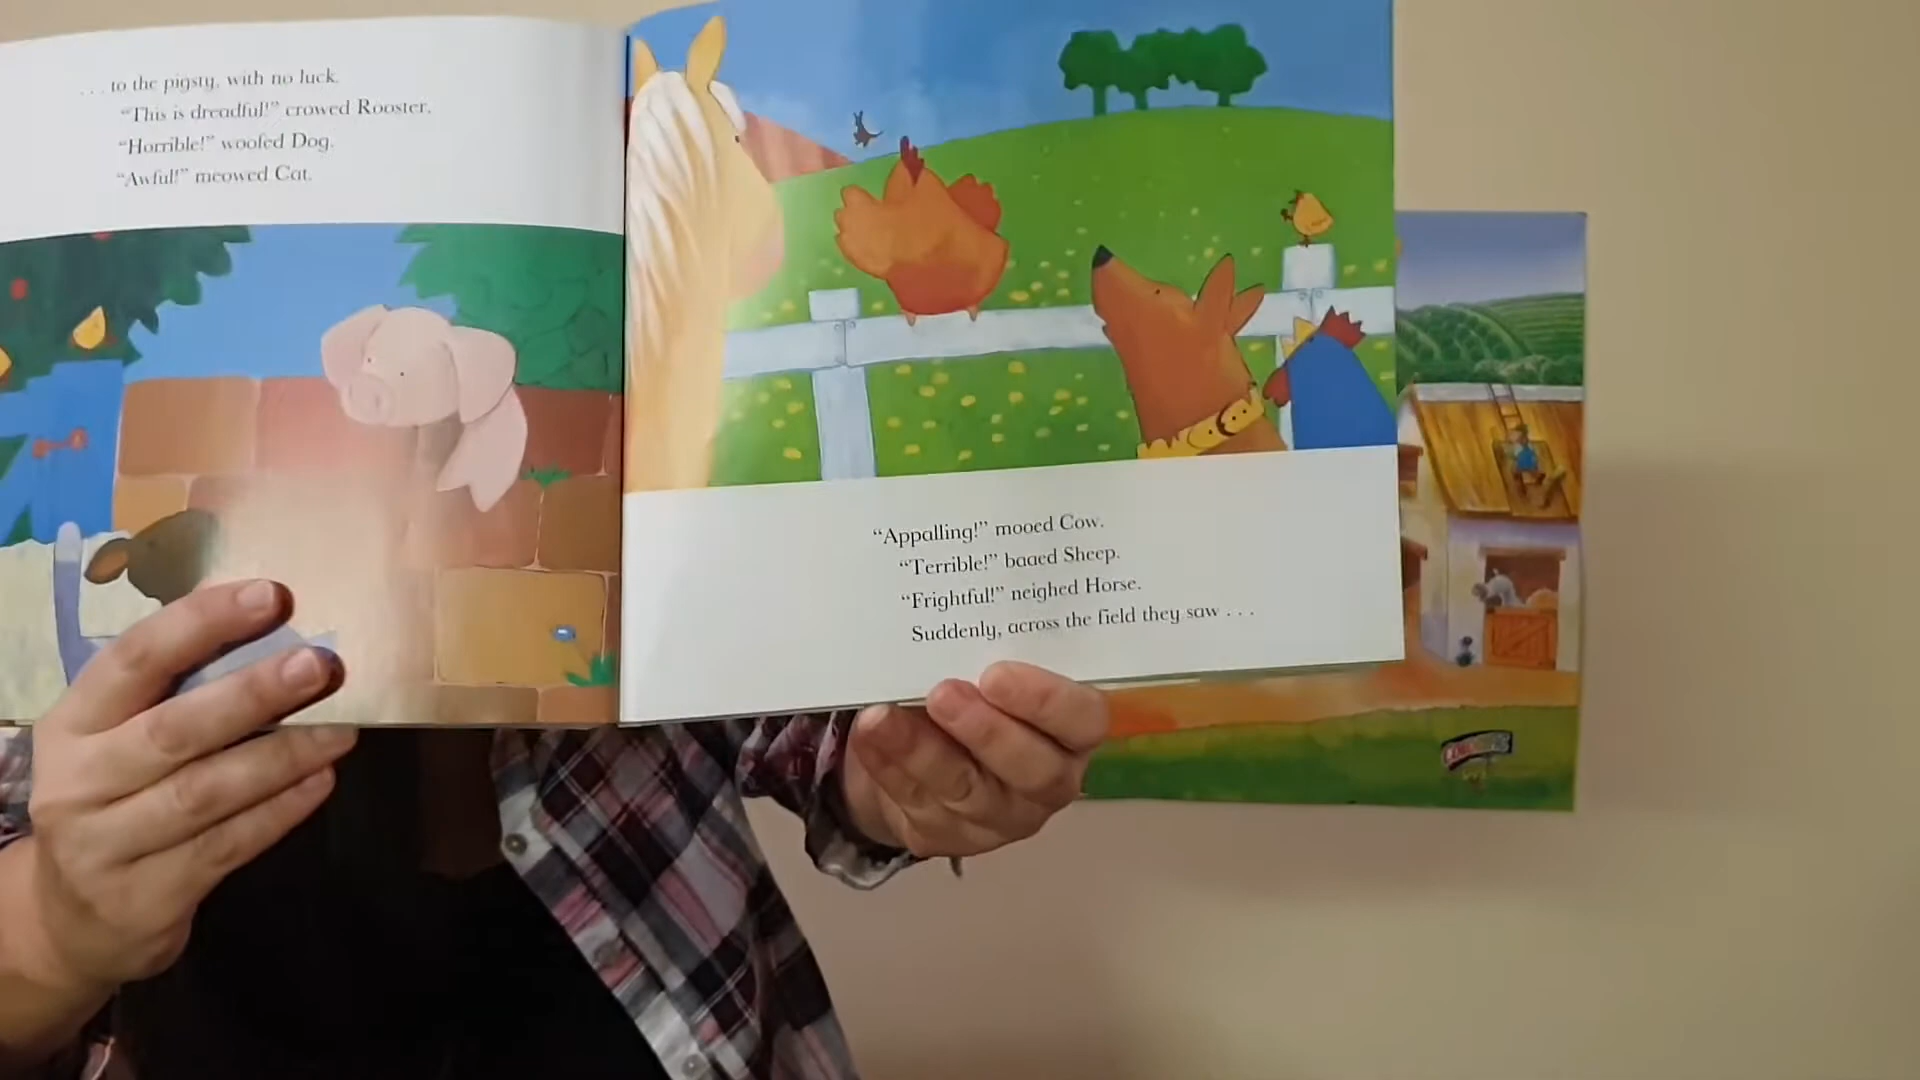 . . . to the pigsty, with no luck.
“This is dreadful!” crowed Rooster.
“Horrible!” woofed Dog.
“Awful!” meowed Cat.
“Appalling!” mooed Cow.
“Terrible!” baaed Sheep.
“Frightful!” neighed Horse.
Suddenly, across the field they saw . . .